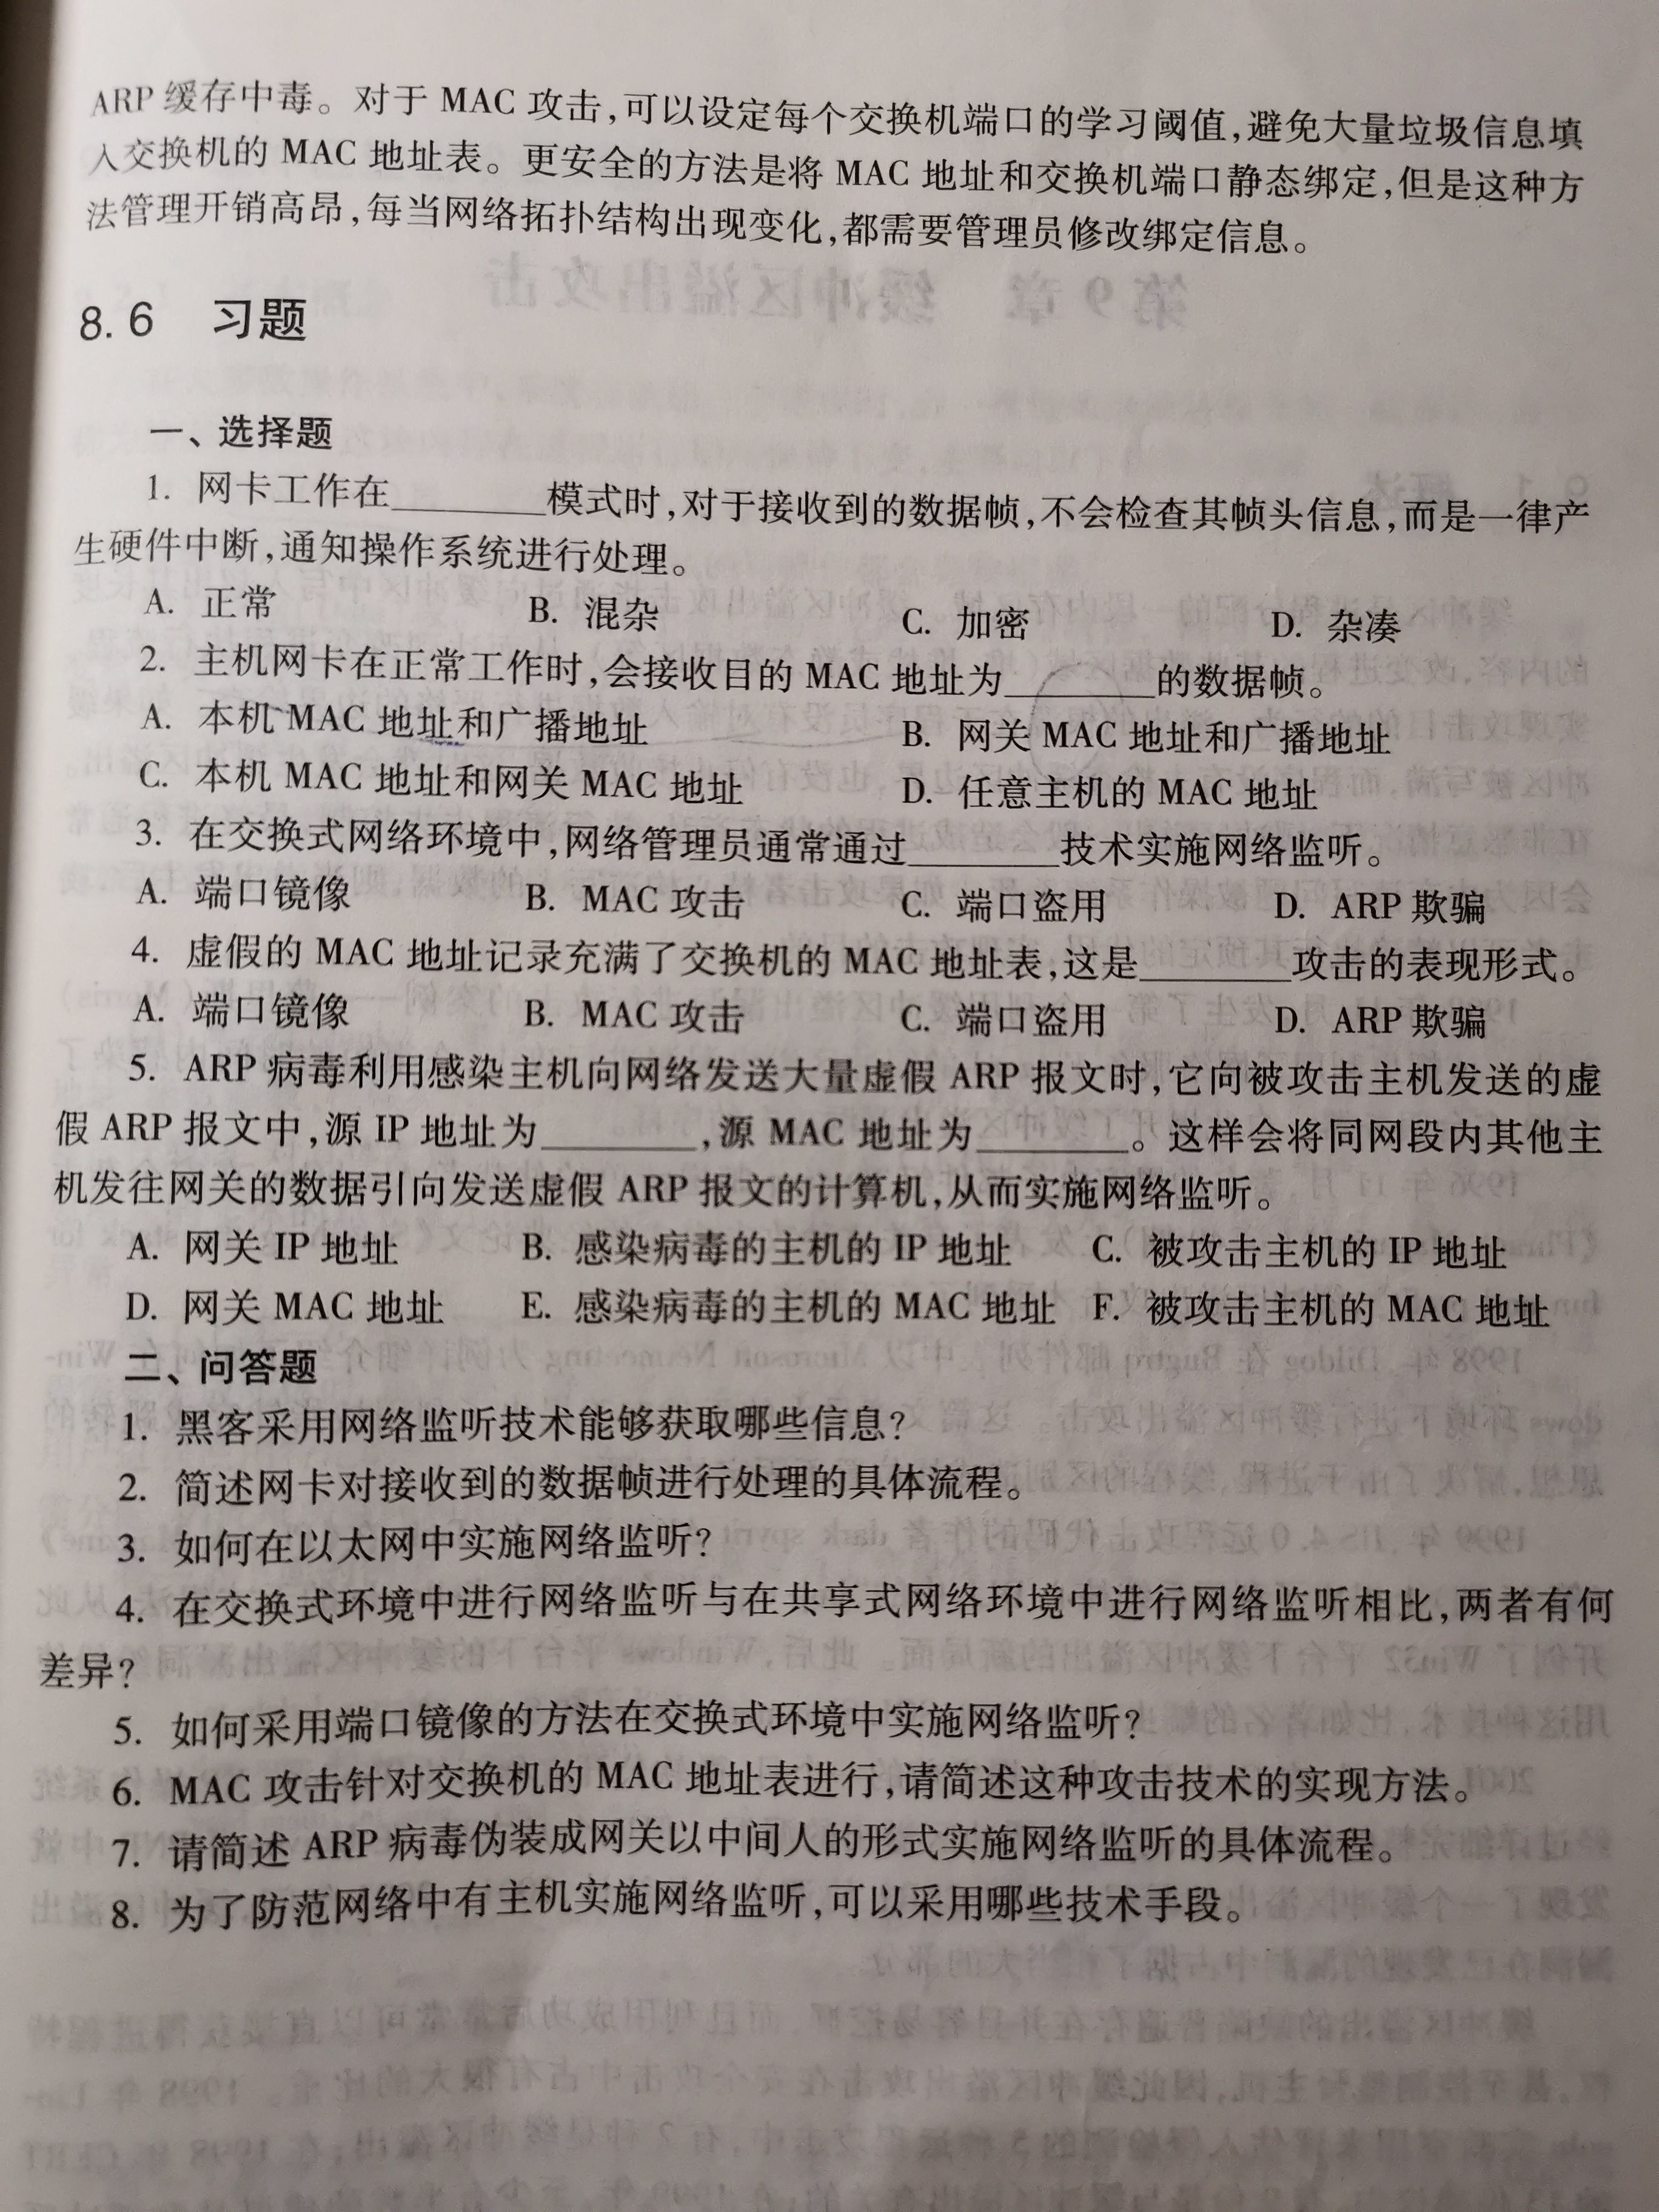 ARP 缓存中毒。对于 MAC 攻击,可以设定每个交换机端口的学习阈值,避免大量垃圾信息填
入交换机的 MAC 地址表。更安全的方法是将 MAC 地址和交换机端口静态绑定,但是这种方
法管理开销高昂,每当网络拓扑结构出现变化,都需要管理员修改绑定信息。
8.6 习题
一、选择题
1. 网卡工作在________模式时,对于接收到的数据帧,不会检查其帧头信息,而是一律产
生硬件中断,通知操作系统进行处理。
A. 正常 B. 混杂 C. 加密 D. 杂凑
2. 主机网卡在正常工作时,会接收目的 MAC 地址为________的数据帧。
A. 本机 MAC 地址和广播地址 B. 网关 MAC 地址和广播地址
C. 本机 MAC 地址和网关 MAC 地址 D. 任意主机的 MAC 地址
3. 在交换式网络环境中,网络管理员通常通过________技术实施网络监听。
A. 端口镜像 B. MAC 攻击 C. 端口盗用 D. ARP 欺骗
4. 虚假的 MAC 地址记录充满了交换机的 MAC 地址表,这是________攻击的表现形式。
A. 端口镜像 B. MAC 攻击 C. 端口盗用 D. ARP 欺骗
5. ARP 病毒利用感染主机向网络发送大量虚假 ARP 报文时,它向被攻击主机发送的虚
假 ARP 报文中,源 IP 地址为________,源 MAC 地址为________。这样会将同网段内其他主
机发往网关的数据引向发送虚假 ARP 报文的计算机,从而实施网络监听。
A. 网关 IP 地址 B. 感染病毒的主机的 IP 地址 C. 被攻击主机的 IP 地址
D. 网关 MAC 地址 E. 感染病毒的主机的 MAC 地址 F. 被攻击主机的 MAC 地址
二、问答题
1. 黑客采用网络监听技术能够获取哪些信息?
2. 简述网卡对接收到的数据帧进行处理的具体流程。
3. 如何在以太网中实施网络监听?
4. 在交换式环境中进行网络监听与在共享式网络环境中进行网络监听相比,两者有何
差异?
5. 如何采用端口镜像的方法在交换式环境中实施网络监听?
6. MAC 攻击针对交换机的 MAC 地址表进行,请简述这种攻击技术的实现方法。
7. 请简述 ARP 病毒伪装成网关以中间人的形式实施网络监听的具体流程。
8. 为了防范网络中有主机实施网络监听,可以采用哪些技术手段。